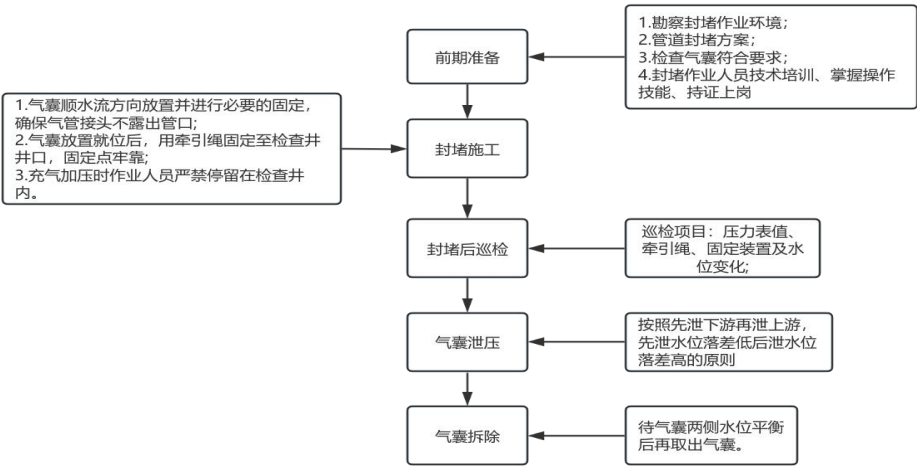 前期准备
1.勘察封堵作业环境；
2.管道封堵方案；
3.检查气囊符合要求；
4.封堵作业人员技术培训、掌握操作
技能、持证上岗
1.气囊顺水流方向放置并进行必要的固定，
确保气管接头不露出管口；
2.气囊放置就位后，用牵引绳固定至检查井
井口，固定点牢靠；
3.充气加压时作业人员严禁停留在检查井
内。
封堵施工
封堵后巡检
巡检项目：压力表值、
牵引绳、固定装置及水
位变化；
气囊泄压
按照先泄下游再泄上游，
先泄水位落差低后泄水位
落差高的原则
气囊拆除
待气囊两侧水位平衡
后再取出气囊。